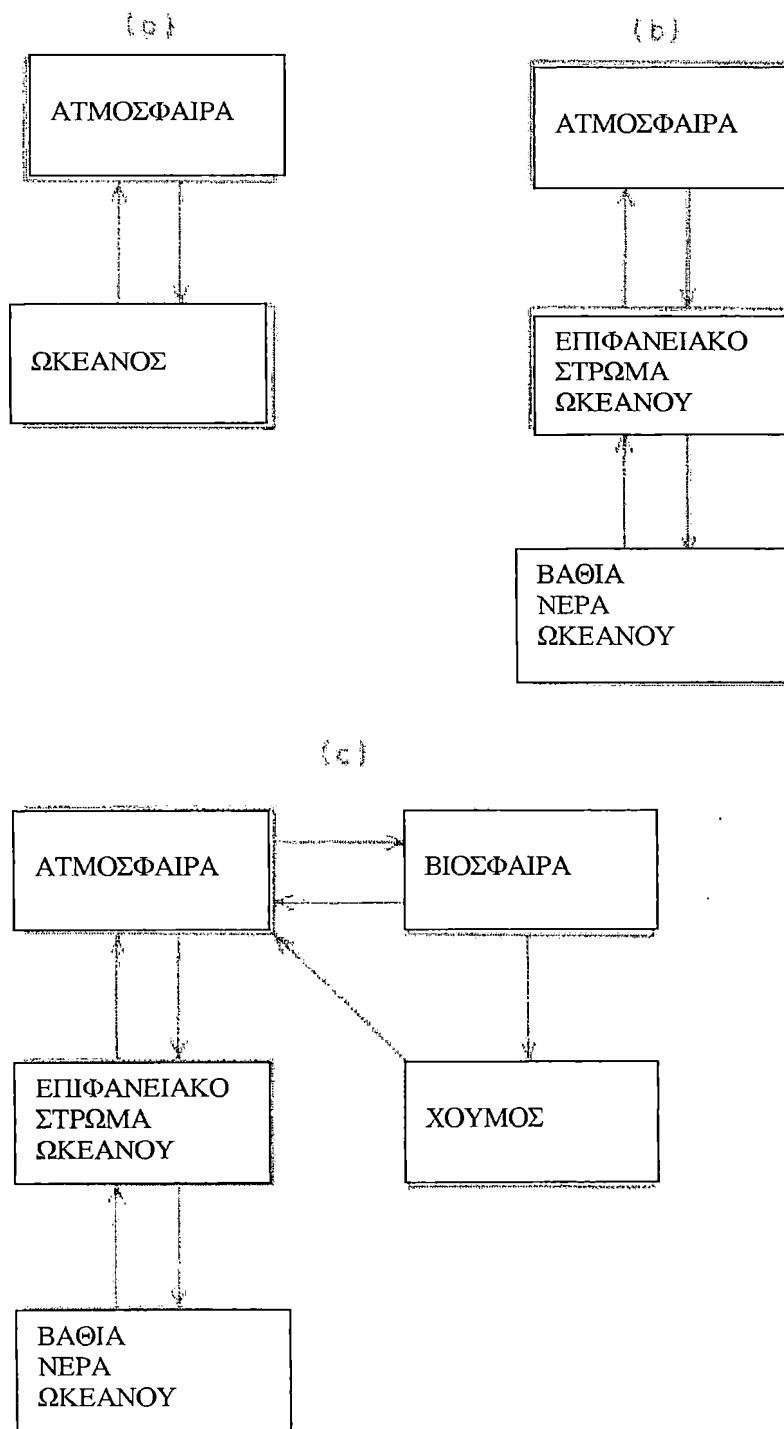 (a)
ΑΤΜΟΣΦΑΙΡΑ
ΩΚΕΑΝΟΣ
(b)
ΑΤΜΟΣΦΑΙΡΑ
ΕΠΙΦΑΝΕΙΑΚΟ
ΣΤΡΩΜΑ
ΩΚΕΑΝΟΥ
ΒΑΘΙΑ
ΝΕΡΑ
ΩΚΕΑΝΟΥ
(c)
ΑΤΜΟΣΦΑΙΡΑ
ΒΙΟΣΦΑΙΡΑ
ΕΠΙΦΑΝΕΙΑΚΟ
ΣΤΡΩΜΑ
ΩΚΕΑΝΟΥ
ΧΟΥΜΟΣ
ΒΑΘΙΑ
ΝΕΡΑ
ΩΚΕΑΝΟΥ